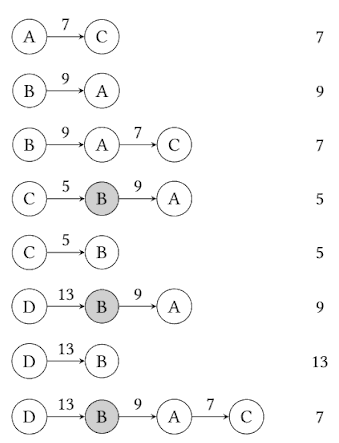 A 7 C 7
B 9 A 9
B 9 A 7 C 7
C 5 B 9 A 5
C 5 B 5
D 13 B 9 A 9
D 13 B 13
D 13 B 9 A 7 C 7